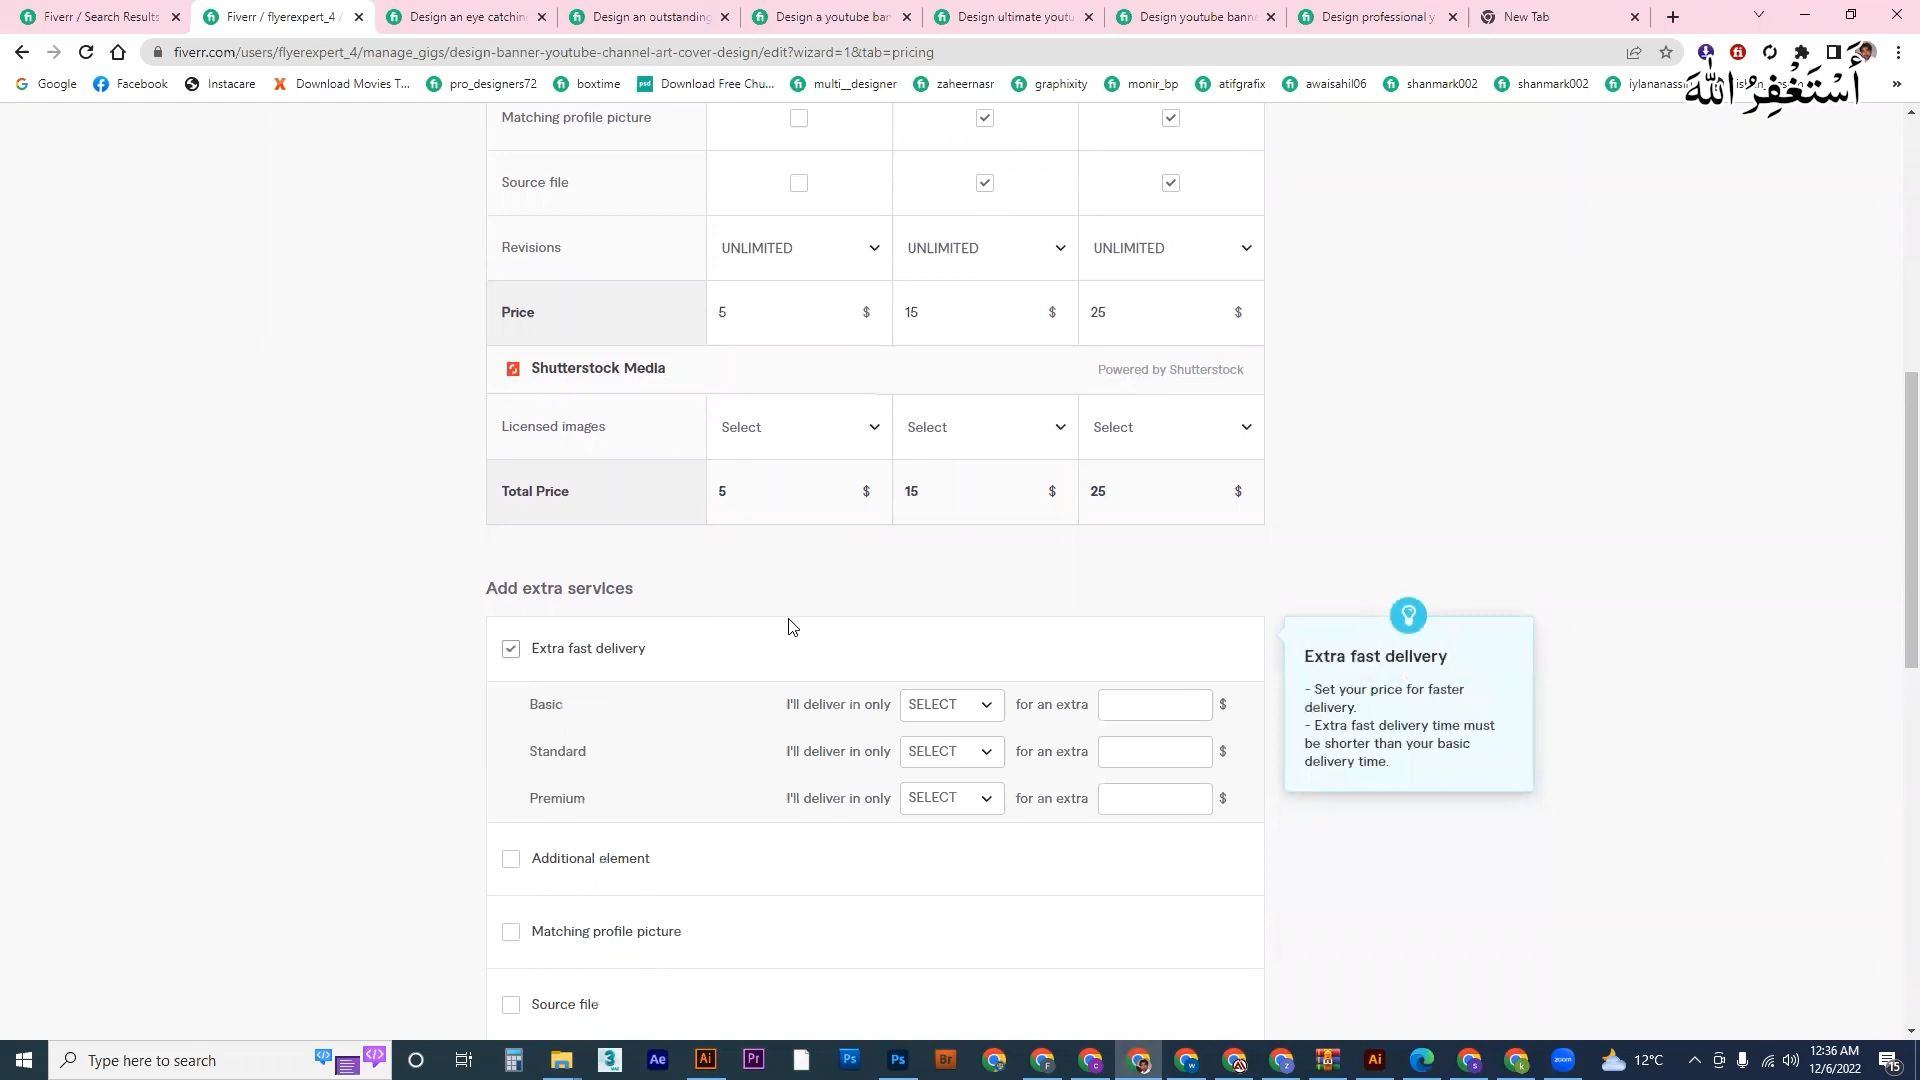 Fiverr / Search Results
Fiverr / flyerexpert_4 /
Design an eye catchin
Design an outstanding
Design a youtube ban
Design ultimate youtu
Design youtube bann
Design professional y
New Tab
fiverr.com/users/flyerexpert_4/manage_gigs/design-banner-youtube-channel-art-cover-design/edit?wizard=1&tab=pricing
Google
Facebook
Instacare
Download Movies T...
pro_designers72
boxtime
Download Free Chu...
multi__designer
zaheernasr
graphixity
monir_bp
atifgrafix
awaisahil06
shanmark002
shanmark002
أَسْتَغْفِرُ اللّٰهَ
Matching profile picture
Source file
Revisions UNLIMITED UNLIMITED UNLIMITED
Price 5 $ 15 $ 25 $
Shutterstock Media Powered by Shutterstock
Licensed images Select Select Select
Total Price 5 $ 15 $ 25 $
Add extra services
Extra fast delivery
Basic I'll deliver in only SELECT for an extra $
Standard I'll deliver in only SELECT for an extra $
Premium I'll deliver in only SELECT for an extra $
Additional element
Matching profile picture
Source file
Extra fast delivery
- Set your price for faster
delivery.
- Extra fast delivery time must
be shorter than your basic
delivery time.
Type here to search
12°C
12:36 AM
12/6/2022
15